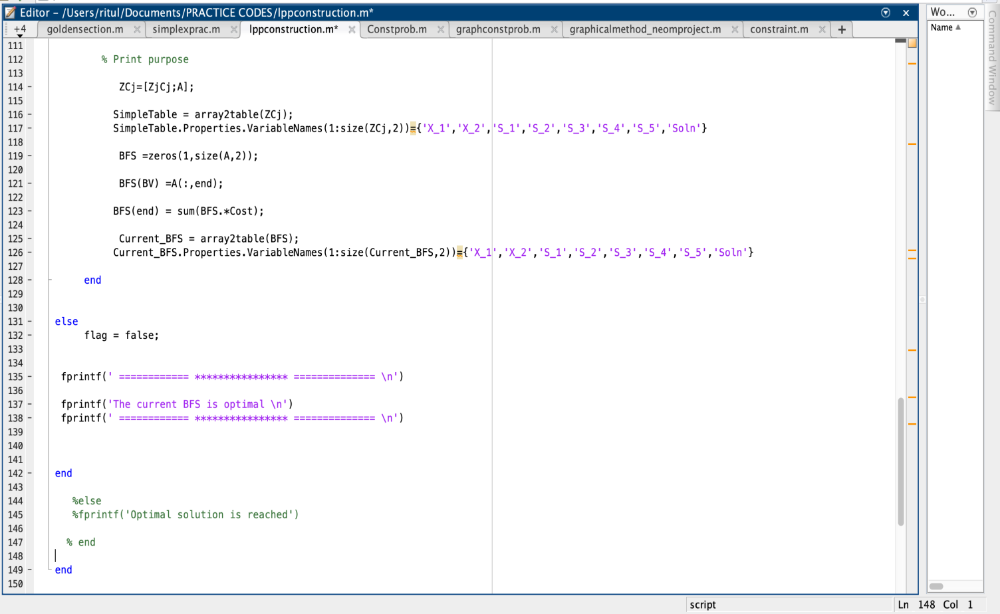 Editor – /Users/ritul/Documents/PRACTICE CODES/lppconstruction.m*
Wo...
+4
goldensection.m
simplexprac.m
lppconstruction.m*
Constprob.m
graphconstprob.m
graphicalmethod_neomproject.m
constraint.m
+
Name
Command Window
111
112 % Print purpose
113
114 – ZCj=[ZjCj;A];
115
116 – SimpleTable = array2table(ZCj);
117 – SimpleTable.Properties.VariableNames(1:size(ZCj,2))={'X_1','X_2','S_1','S_2','S_3','S_4','S_5','Soln'}
118
119 – BFS =zeros(1,size(A,2));
120
121 – BFS(BV) =A(:,end);
122
123 – BFS(end) = sum(BFS.*Cost);
124
125 – Current_BFS = array2table(BFS);
126 – Current_BFS.Properties.VariableNames(1:size(Current_BFS,2))={'X_1','X_2','S_1','S_2','S_3','S_4','S_5','Soln'}
127
128 – end
129
130
131 – else
132 – flag = false;
133
134
135 – fprintf(' ============ **************** ============== \n')
136
137 – fprintf('The current BFS is optimal \n')
138 – fprintf(' ============ **************** ============== \n')
139
140
141
142 – end
143
144 %else
145 %fprintf('Optimal solution is reached')
146
147 % end
148
149 – end
150
script
Ln 148 Col 1